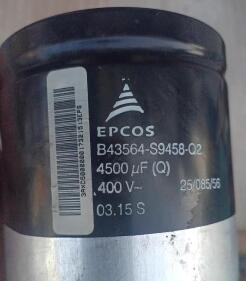 EPCOS
B43564-S9458-Q2
4500 µF (Q)
400 V~ 25/085/56
03.15 S